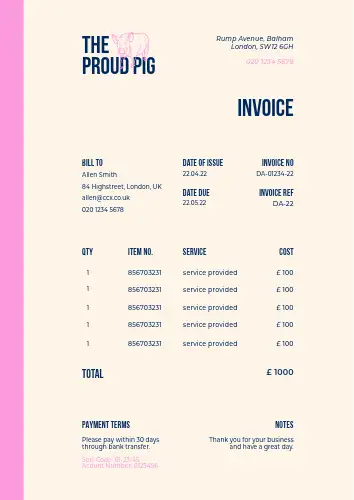 THE
PROUD PIG
Rump Avenue, Balham
London, SW12 6GH
020 1234 5678
INVOICE
BILL TO
Allen Smith
84 Highstreet, London, UK
allen@ccx.co.uk
020 1234 5678
DATE OF ISSUE
22.04.22
DATE DUE
22.05.22
INVOICE NO
DA-01234-22
INVOICE REF
DA-22
QTY ITEM NO. SERVICE COST
1 856703231 service provided £ 100
1 856703231 service provided £ 100
1 856703231 service provided £ 100
1 856703231 service provided £ 100
1 856703231 service provided £ 100
TOTAL £ 1000
PAYMENT TERMS
Please pay within 30 days
through bank transfer.
Sort Code: 01-23-45
Acount Number: 0123456
NOTES
Thank you for your business
and have a great day.